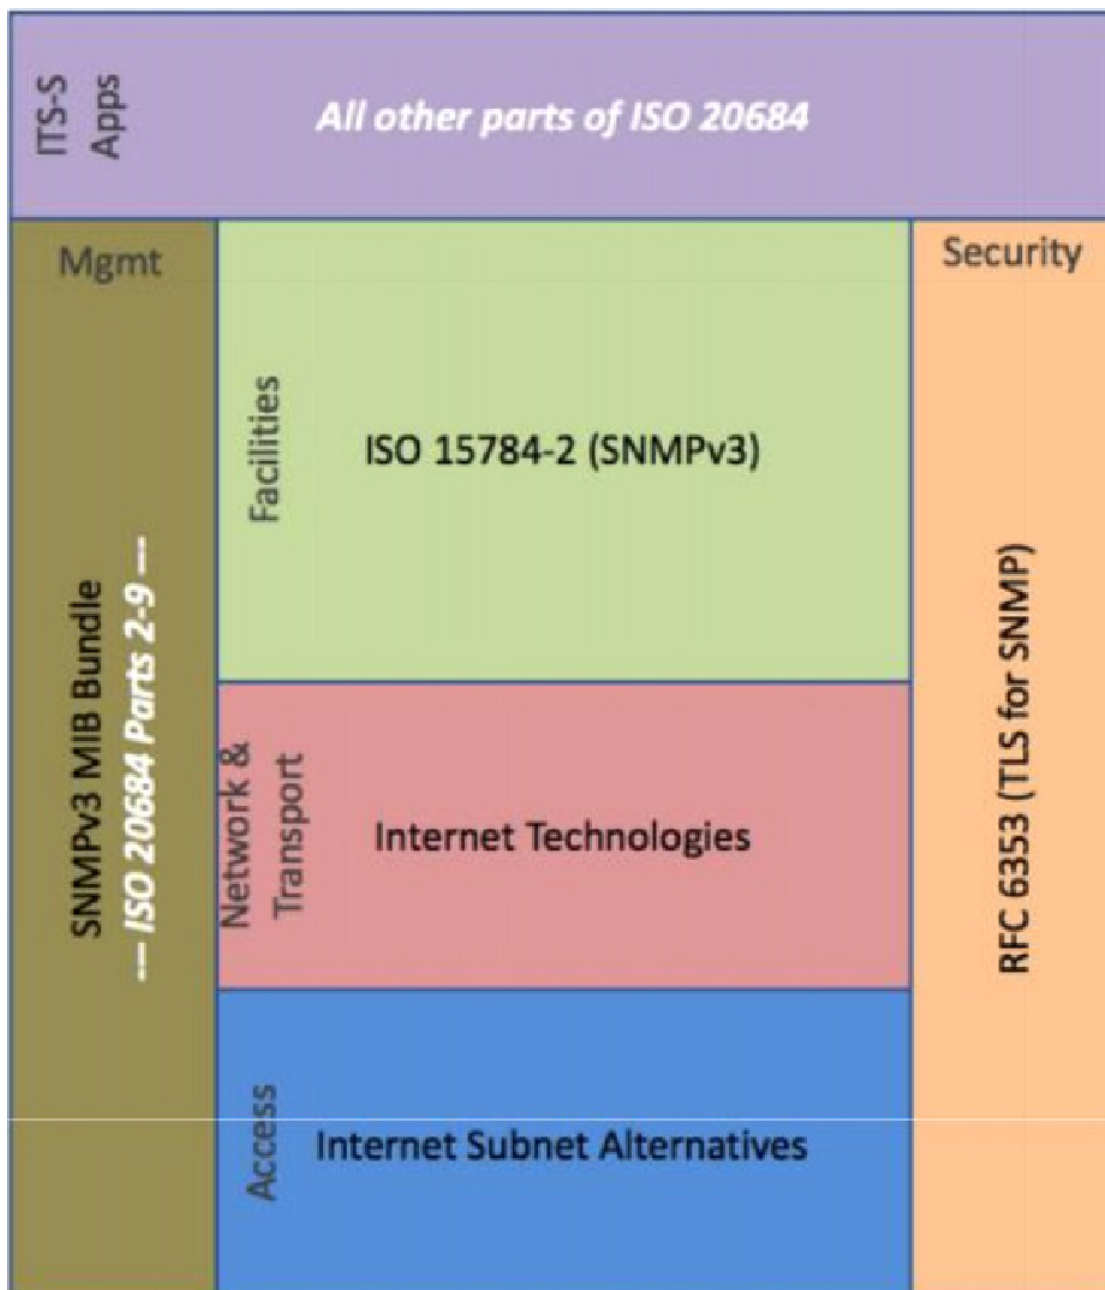 ITS-S
Apps
All other parts of ISO 20684
Mgmt
SNMPv3 MIB Bundle
--- ISO 20684 Parts 2-9 ---
Facilities
ISO 15784-2 (SNMPv3)
Network &
Transport
Internet Technologies
Access
Internet Subnet Alternatives
Security
RFC 6353 (TLS for SNMP)